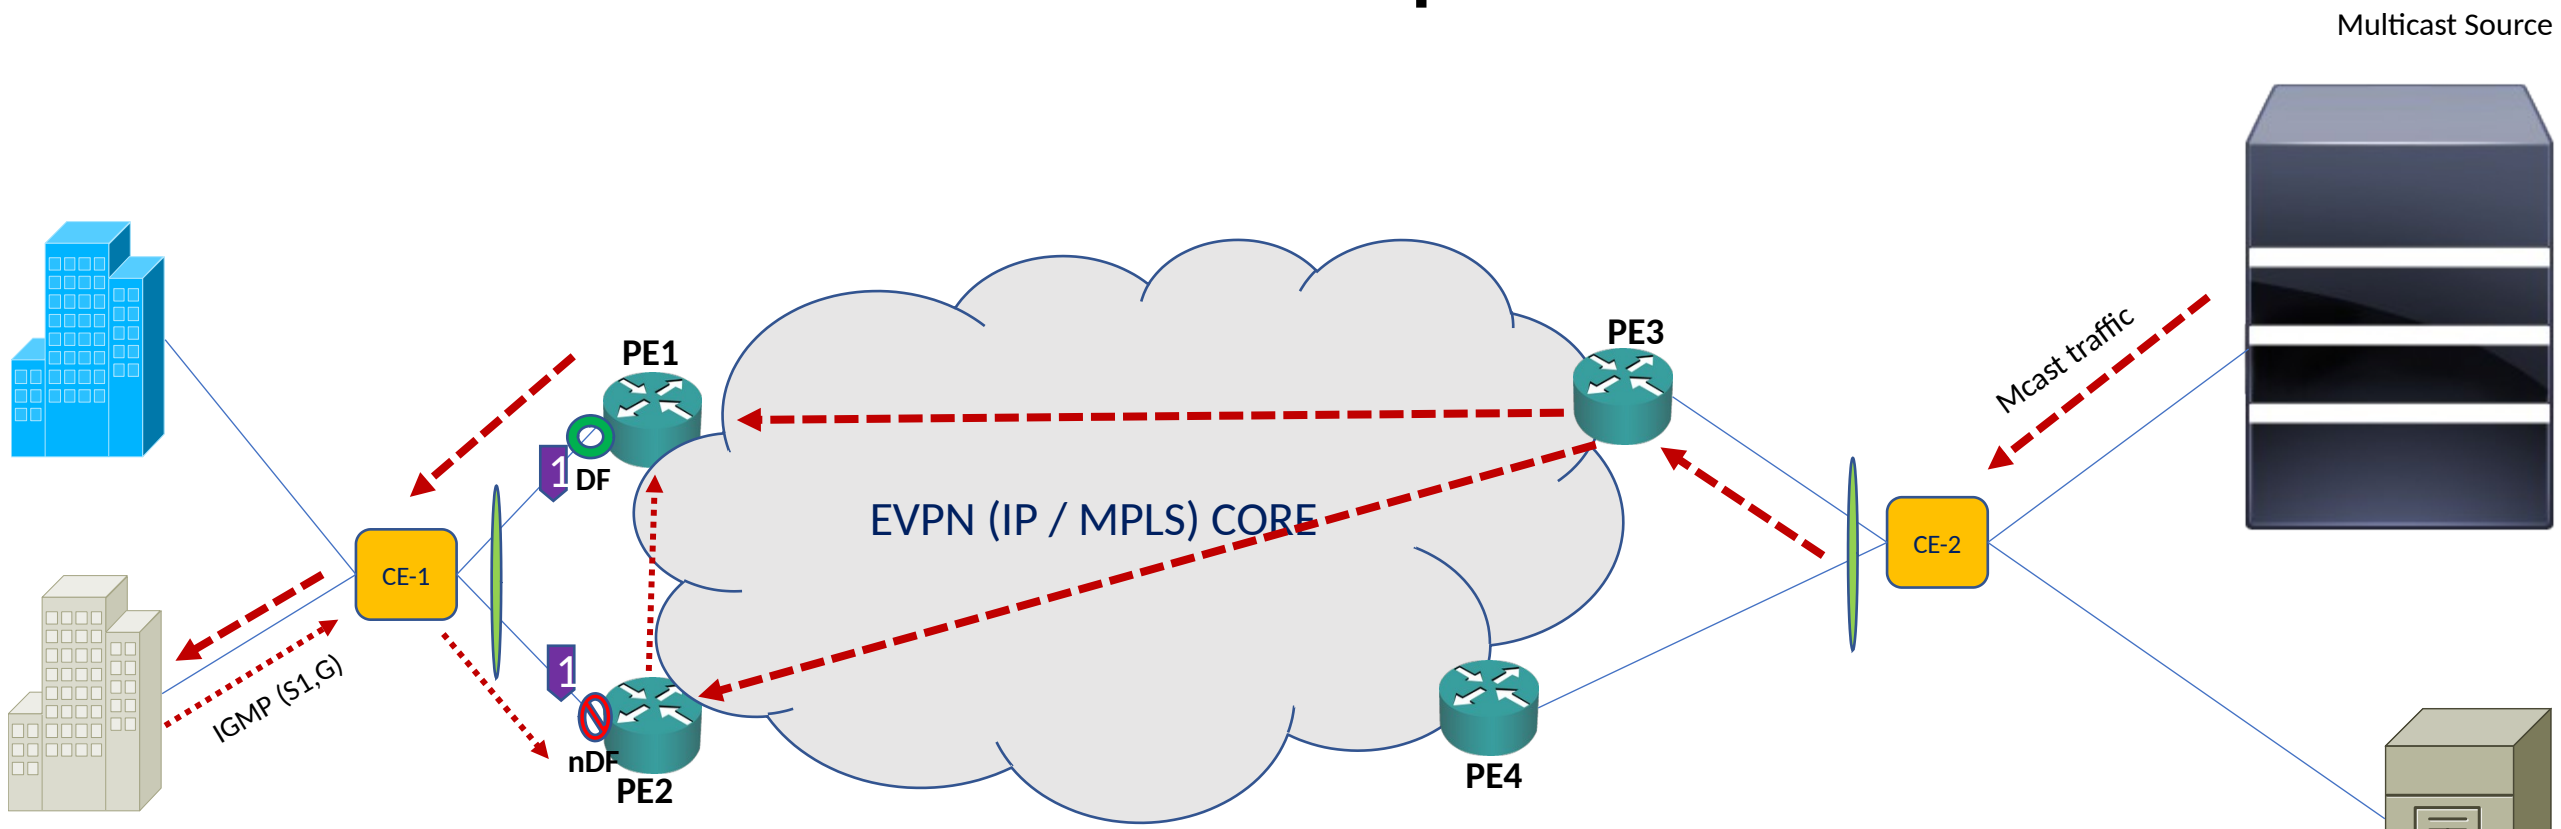 Multicast Source
Mcast traffic
PE3
PE1
1
DF
EVPN (IP / MPLS) CORE
CE-1
CE-2
IGMP (S1,G)
1
nDF
PE2
PE4